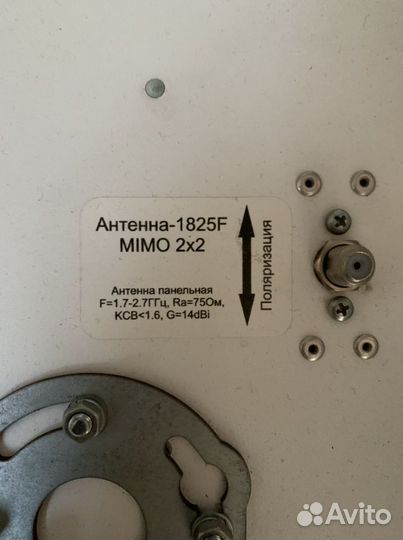 Антенна-1825F
MIMO 2x2
Антенна панельная
F=1.7-2.7ГГц, Ra=75Ом,
КСВ<1.6, G=14dBi
Поляризация
Avito